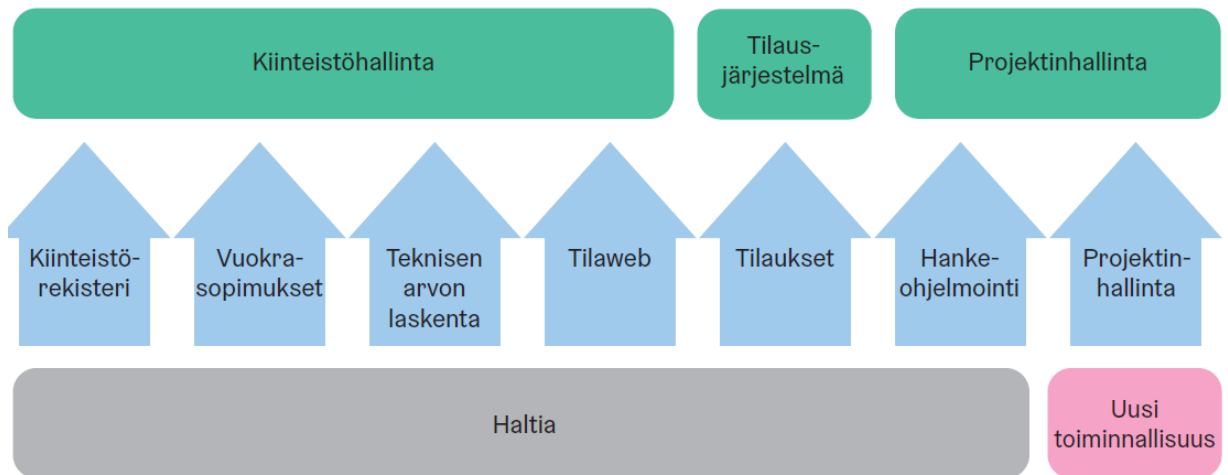 Kiinteistöhallinta
Tilaus-
järjestelmä
Projektinhallinta
Kiinteistö-
rekisteri
Vuokra-
sopimukset
Teknisen
arvon
laskenta
Tilaweb
Tilaukset
Hanke-
ohjelmointi
Projektin-
hallinta
Haltia
Uusi
toiminnallisuus